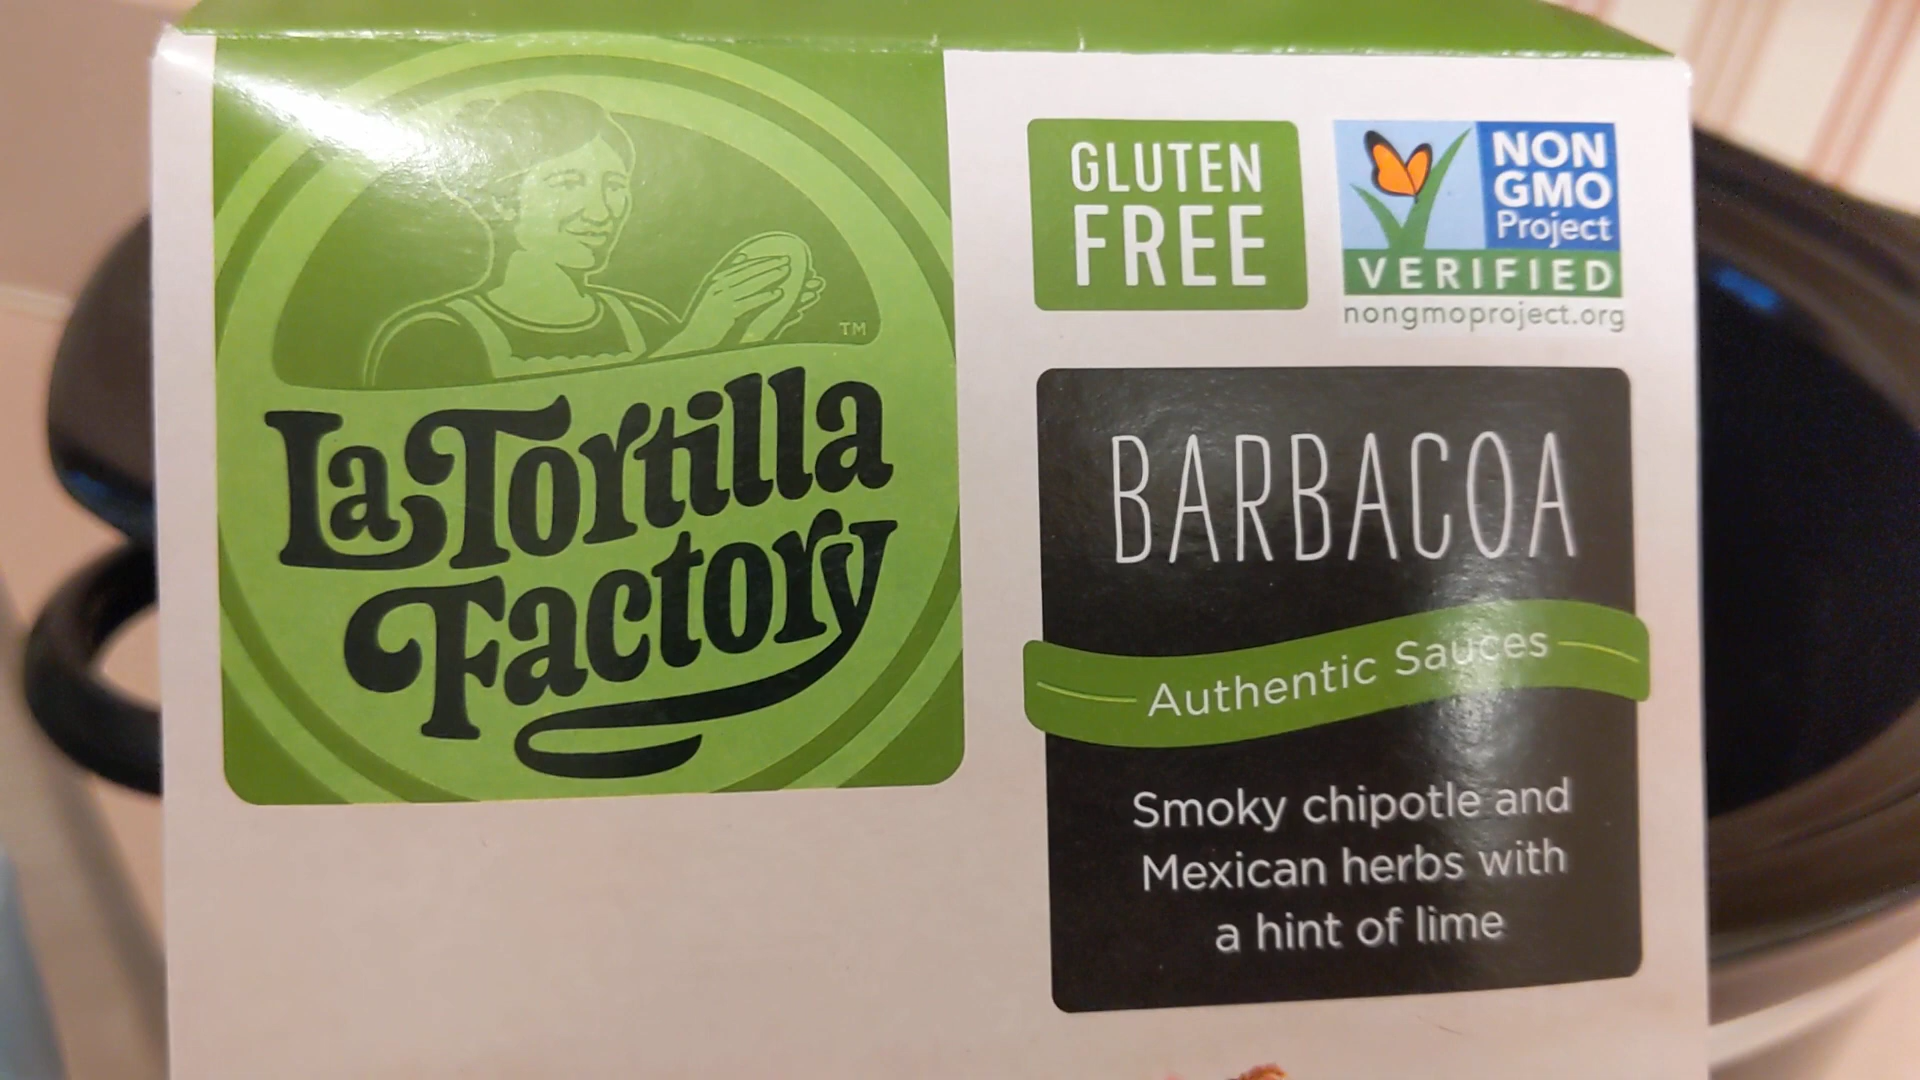 TM
La Tortilla
Factory
GLUTEN
FREE
NON
GMO
Project
VERIFIED
nongmoproject.org
BARBACOA
Authentic Sauces
Smoky chipotle and
Mexican herbs with
a hint of lime